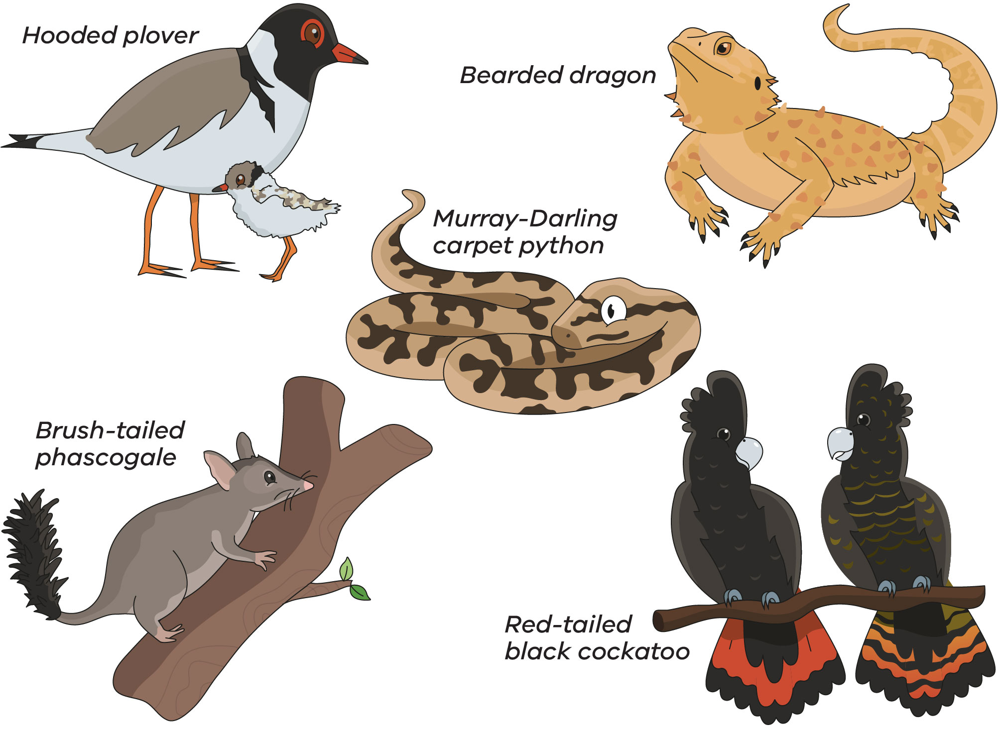 Hooded plover
Bearded dragon
Murray-Darling
carpet python
Brush-tailed
phascogale
Red-tailed
black cockatoo